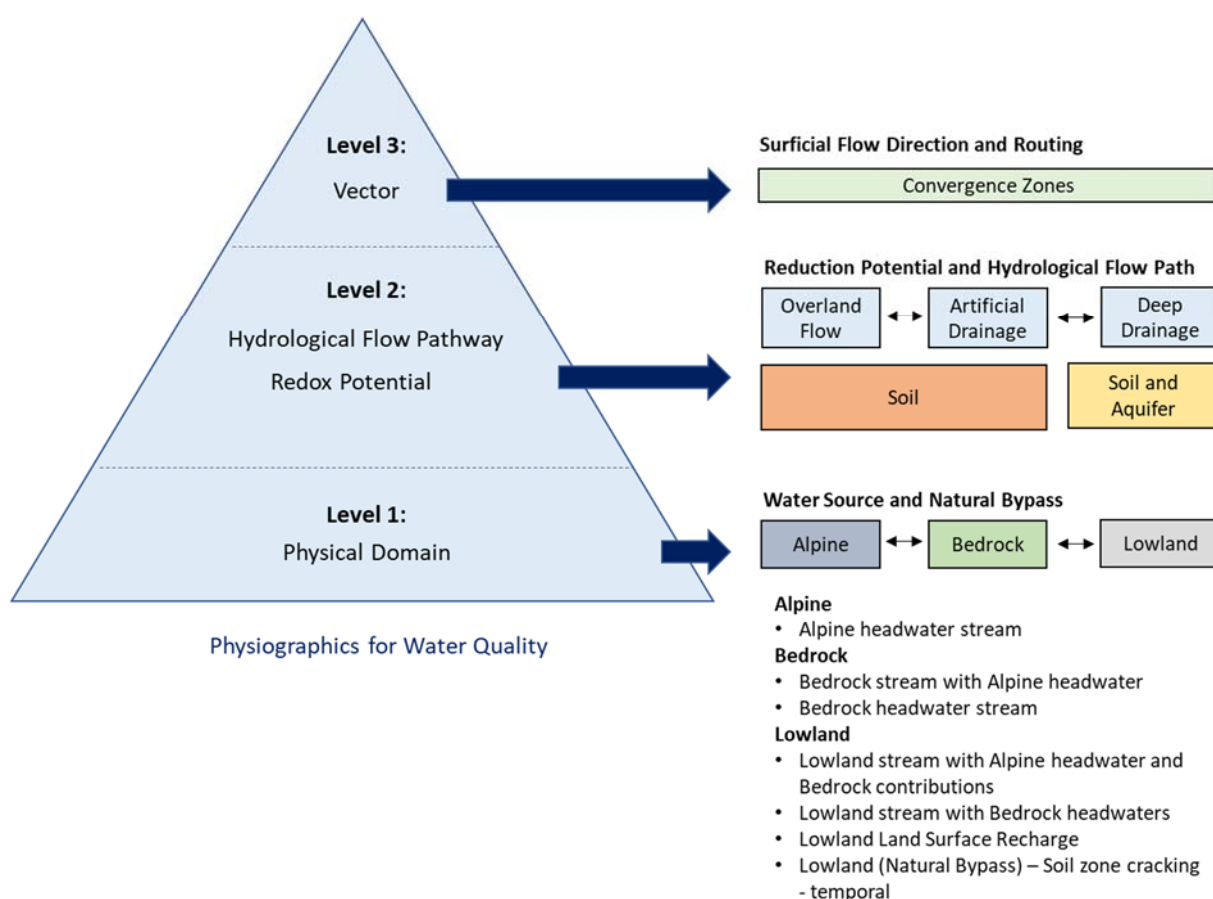 Level 3:
Vector
Level 2:
Hydrological Flow Pathway
Redox Potential
Level 1:
Physical Domain
Physiographics for Water Quality
Surficial Flow Direction and Routing
Convergence Zones
Reduction Potential and Hydrological Flow Path
Overland
Flow
Artificial
Drainage
Deep
Drainage
Soil
Soil and
Aquifer
Water Source and Natural Bypass
Alpine
Bedrock
Lowland
Alpine
• Alpine headwater stream
Bedrock
• Bedrock stream with Alpine headwater
• Bedrock headwater stream
Lowland
• Lowland stream with Alpine headwater and
Bedrock contributions
• Lowland stream with Bedrock headwaters
• Lowland Land Surface Recharge
• Lowland (Natural Bypass) – Soil zone cracking
- temporal